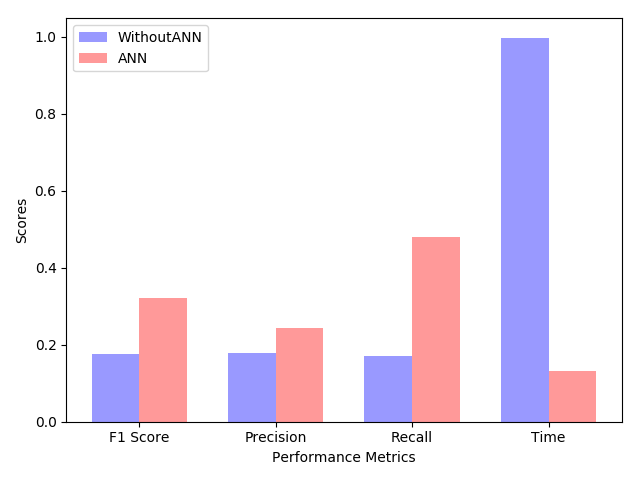 WithoutANN
ANN
1.0
0.8
0.6
0.4
0.2
0.0
Scores
F1 Score Precision Recall Time
Performance Metrics